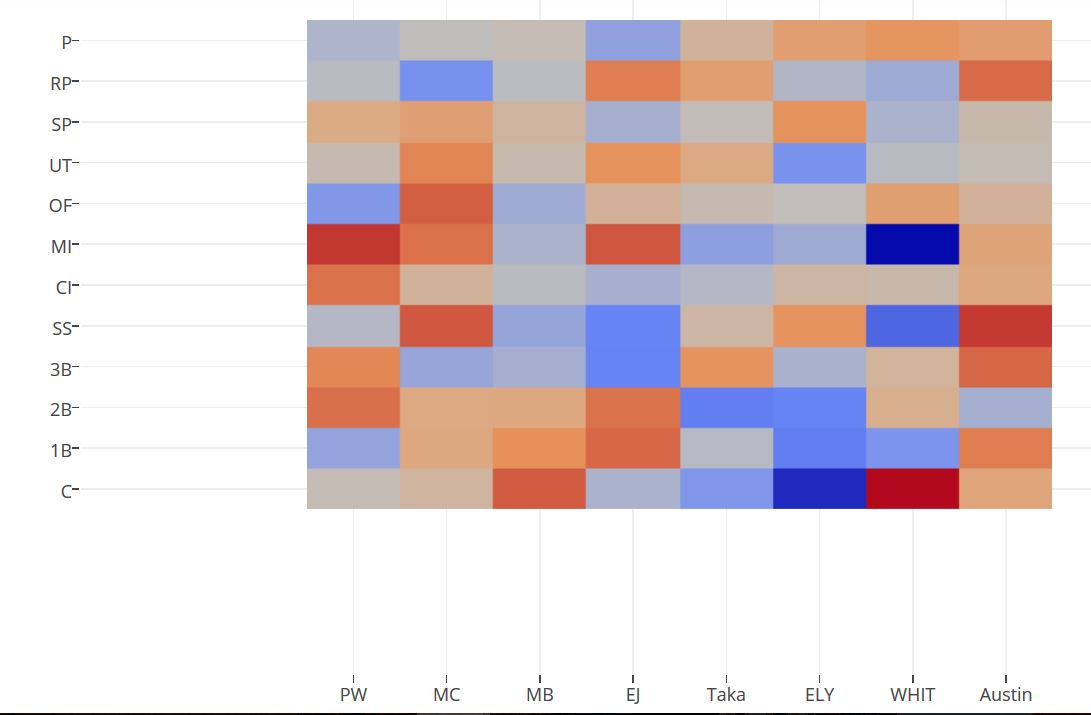 P
RP
SP
UT
OF
MI
CI
SS
3B
2B
1B
C
PW MC MB EJ Taka ELY WHIT Austin